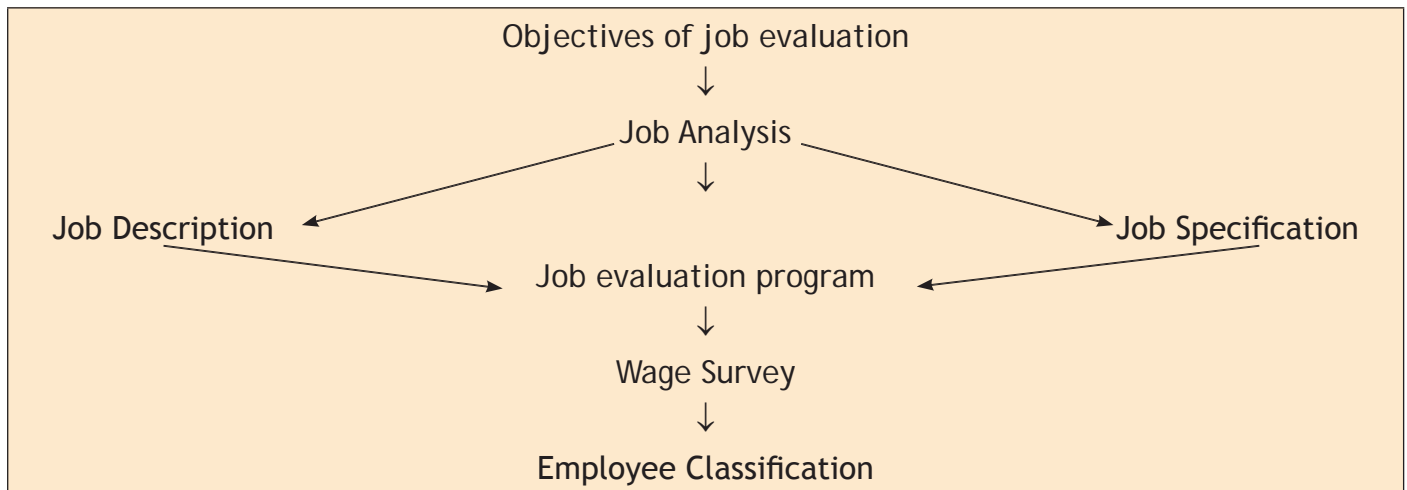 Objectives of job evaluation
↓
Job Analysis
↓
Job Description
Job Specification
Job evaluation program
↓
Wage Survey
↓
Employee Classification